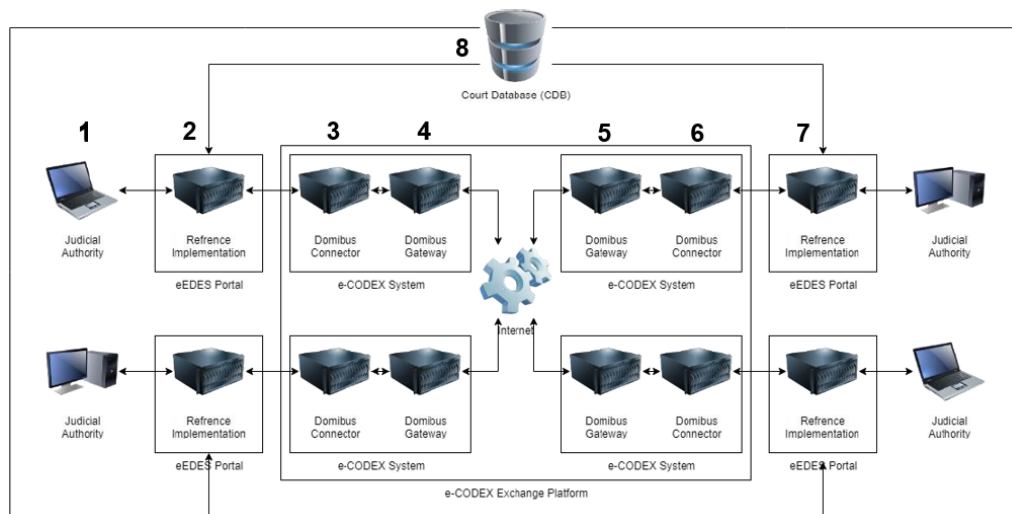 8
Court Database (CDB)
1 2 3 4 5 6 7
Judicial
Authority
Refrence
Implementation
eEDES Portal
Domibus
Connector
Domibus
Gateway
e-CODEX System
Internet
Domibus
Gateway
Domibus
Connector
e-CODEX System
Refrence
Implementation
eEDES Portal
Judicial
Authority
Judicial
Authority
Refrence
Implementation
eEDES Portal
Domibus
Connector
Domibus
Gateway
e-CODEX System
Domibus
Gateway
Domibus
Connector
e-CODEX System
Refrence
Implementation
eEDES Portal
Judicial
Authority
e-CODEX Exchange Platform